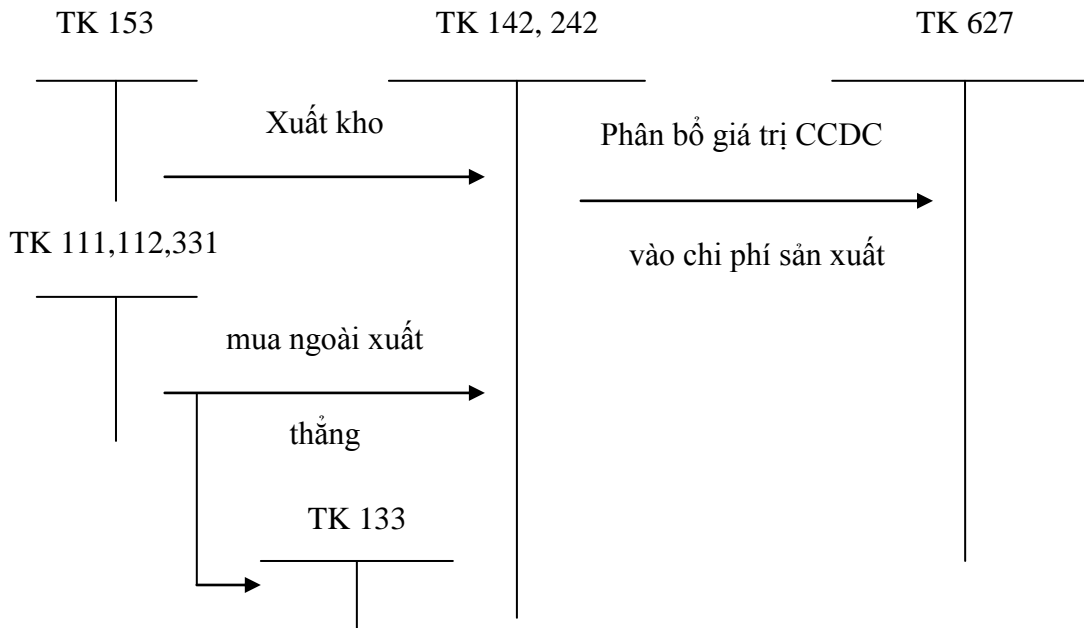 TK 153
TK 142, 242
TK 627
Xuất kho
Phân bổ giá trị CCDC
TK 111,112,331
vào chi phí sản xuất
mua ngoài xuất
thẳng
TK 133